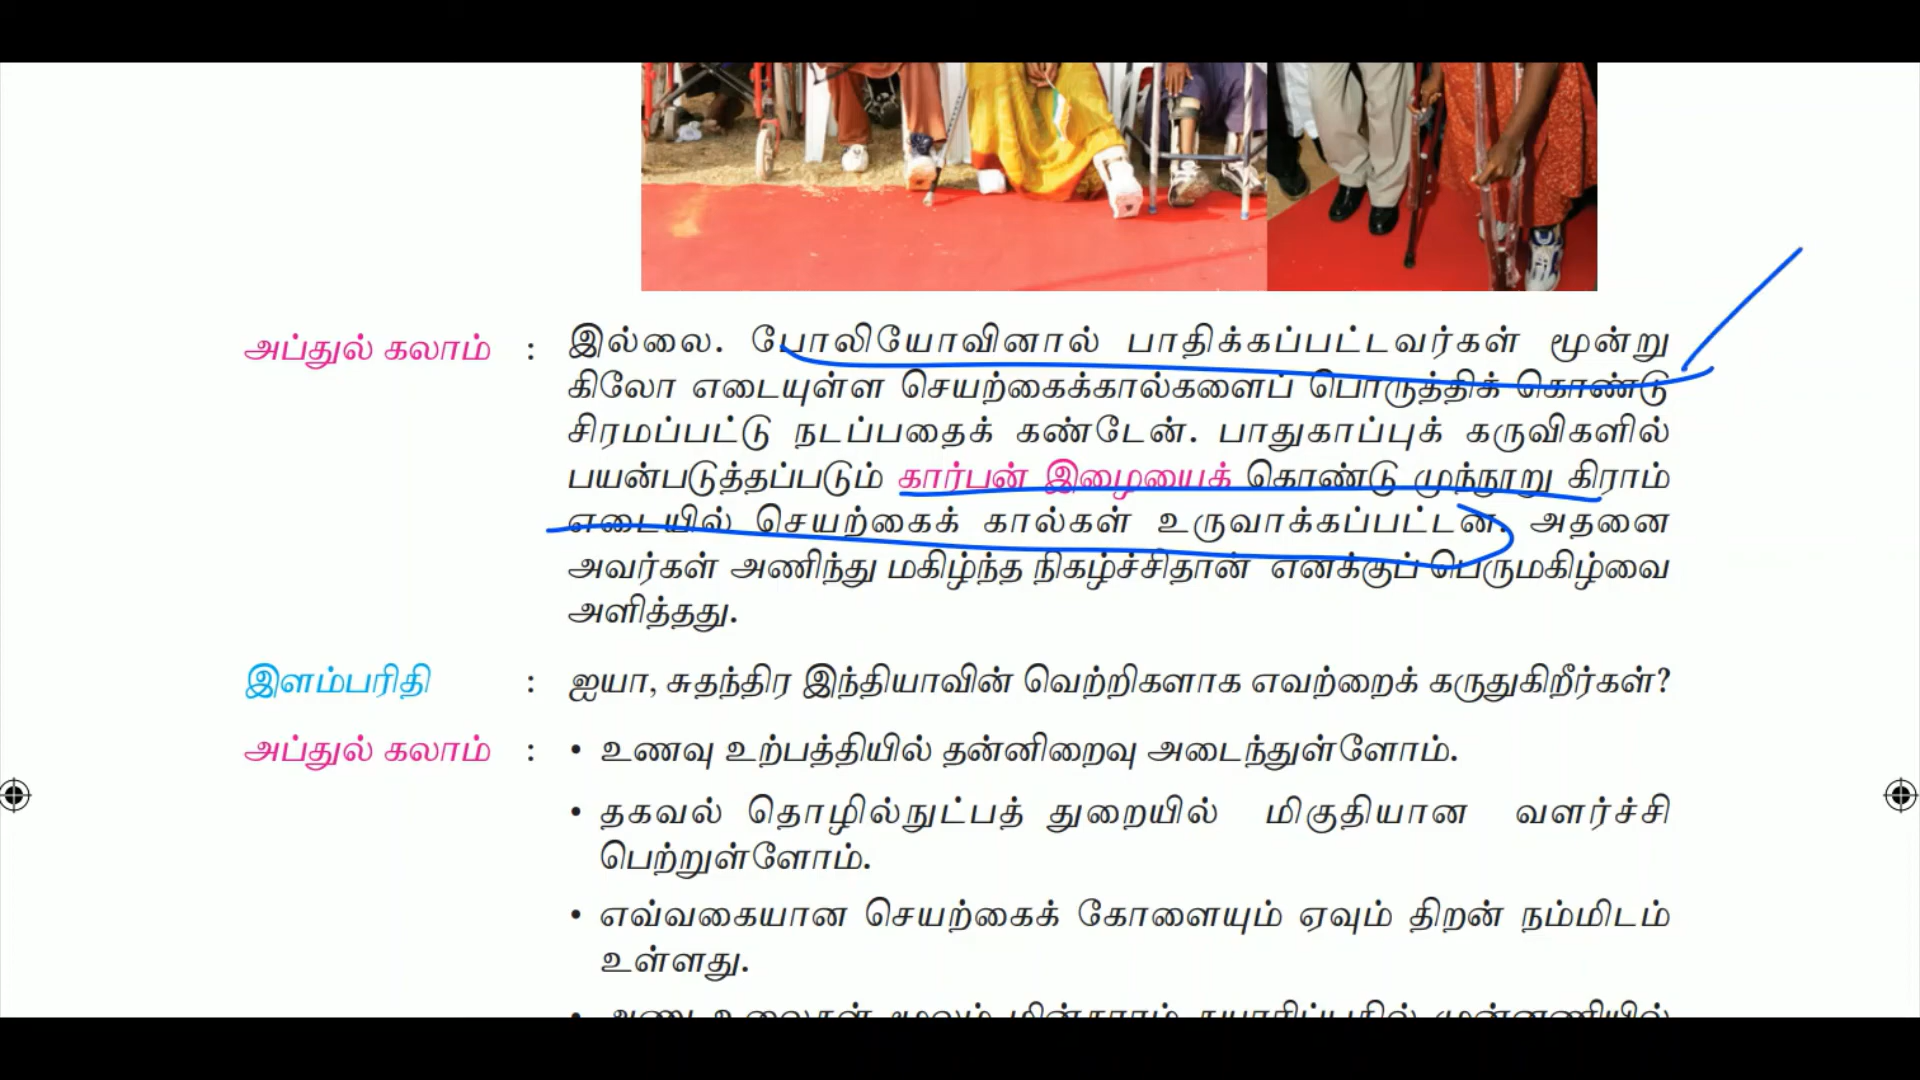 அப்துல் கலாம் : இல்லை. போலியோவினால் பாதிக்கப்பட்டவர்கள் மூன்று
கிலோ எடையுள்ள செயற்கைக்கால்களைப் பொருத்திக் கொண்டு
சிரமப்பட்டு நடப்பதைக் கண்டேன். பாதுகாப்புக் கருவிகளில்
பயன்படுத்தப்படும் கார்பன் இழையைக் கொண்டு முந்நூறு கிராம்
எடையில் செயற்கைக் கால்கள் உருவாக்கப்பட்டன. அதனை
அவர்கள் அணிந்து மகிழ்ந்த நிகழ்ச்சிதான் எனக்குப் பெருமகிழ்வை
அளித்தது.
இளம்பரிதி : ஐயா, சுதந்திர இந்தியாவின் வெற்றிகளாக எவற்றைக் கருதுகிறீர்கள்?
அப்துல் கலாம் : • உணவு உற்பத்தியில் தன்னிறைவு அடைந்துள்ளோம்.
• தகவல் தொழில்நுட்பத் துறையில் மிகுதியான வளர்ச்சி
பெற்றுள்ளோம்.
• எவ்வகையான செயற்கைக் கோளையும் ஏவும் திறன் நம்மிடம்
உள்ளது.